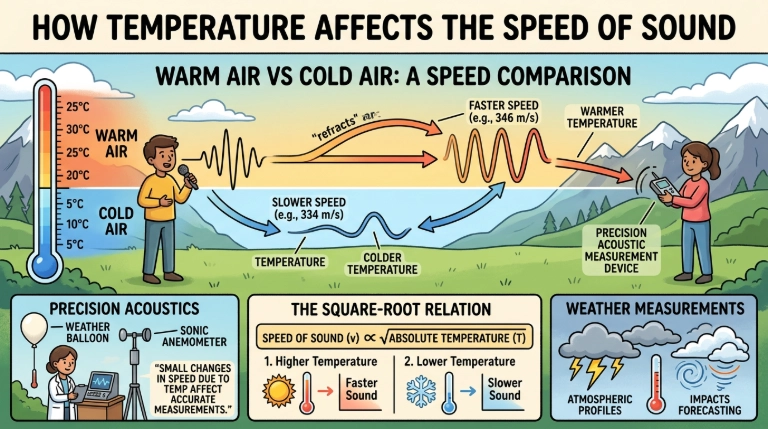 HOW TEMPERATURE AFFECTS THE SPEED OF SOUND
WARM AIR VS COLD AIR: A SPEED COMPARISON
25°C
30°C
25°C
20°C
5°C
10°C
5°C
WARM
AIR
COLD
AIR
"refracts"
FASTER SPEED
(e.g., 346 m/s)
WARMER
TEMPERATURE
SLOWER SPEED
(e.g., 334 m/s)
TEMPERATURE
COLDER
TEMPERATURE
PRECISION
ACOUSTIC
MEASUREMENT
DEVICE
PRECISION ACOUSTICS
WEATHER
BALLOON
SONIC
ANEMOMETER
"SMALL CHANGES
IN SPEED DUE TO
TEMP AFFECT
ACCURATE
MEASUREMENTS."
THE SQUARE-ROOT RELATION
SPEED OF SOUND (v) ∝ √ABSOLUTE TEMPERATURE (T)
1. Higher Temperature
Faster
Sound
2. Lower Temperature
Slower
Sound
WEATHER MEASUREMENTS
ATMOSPHERIC
PROFILES
IMPACTS
FORECASTING